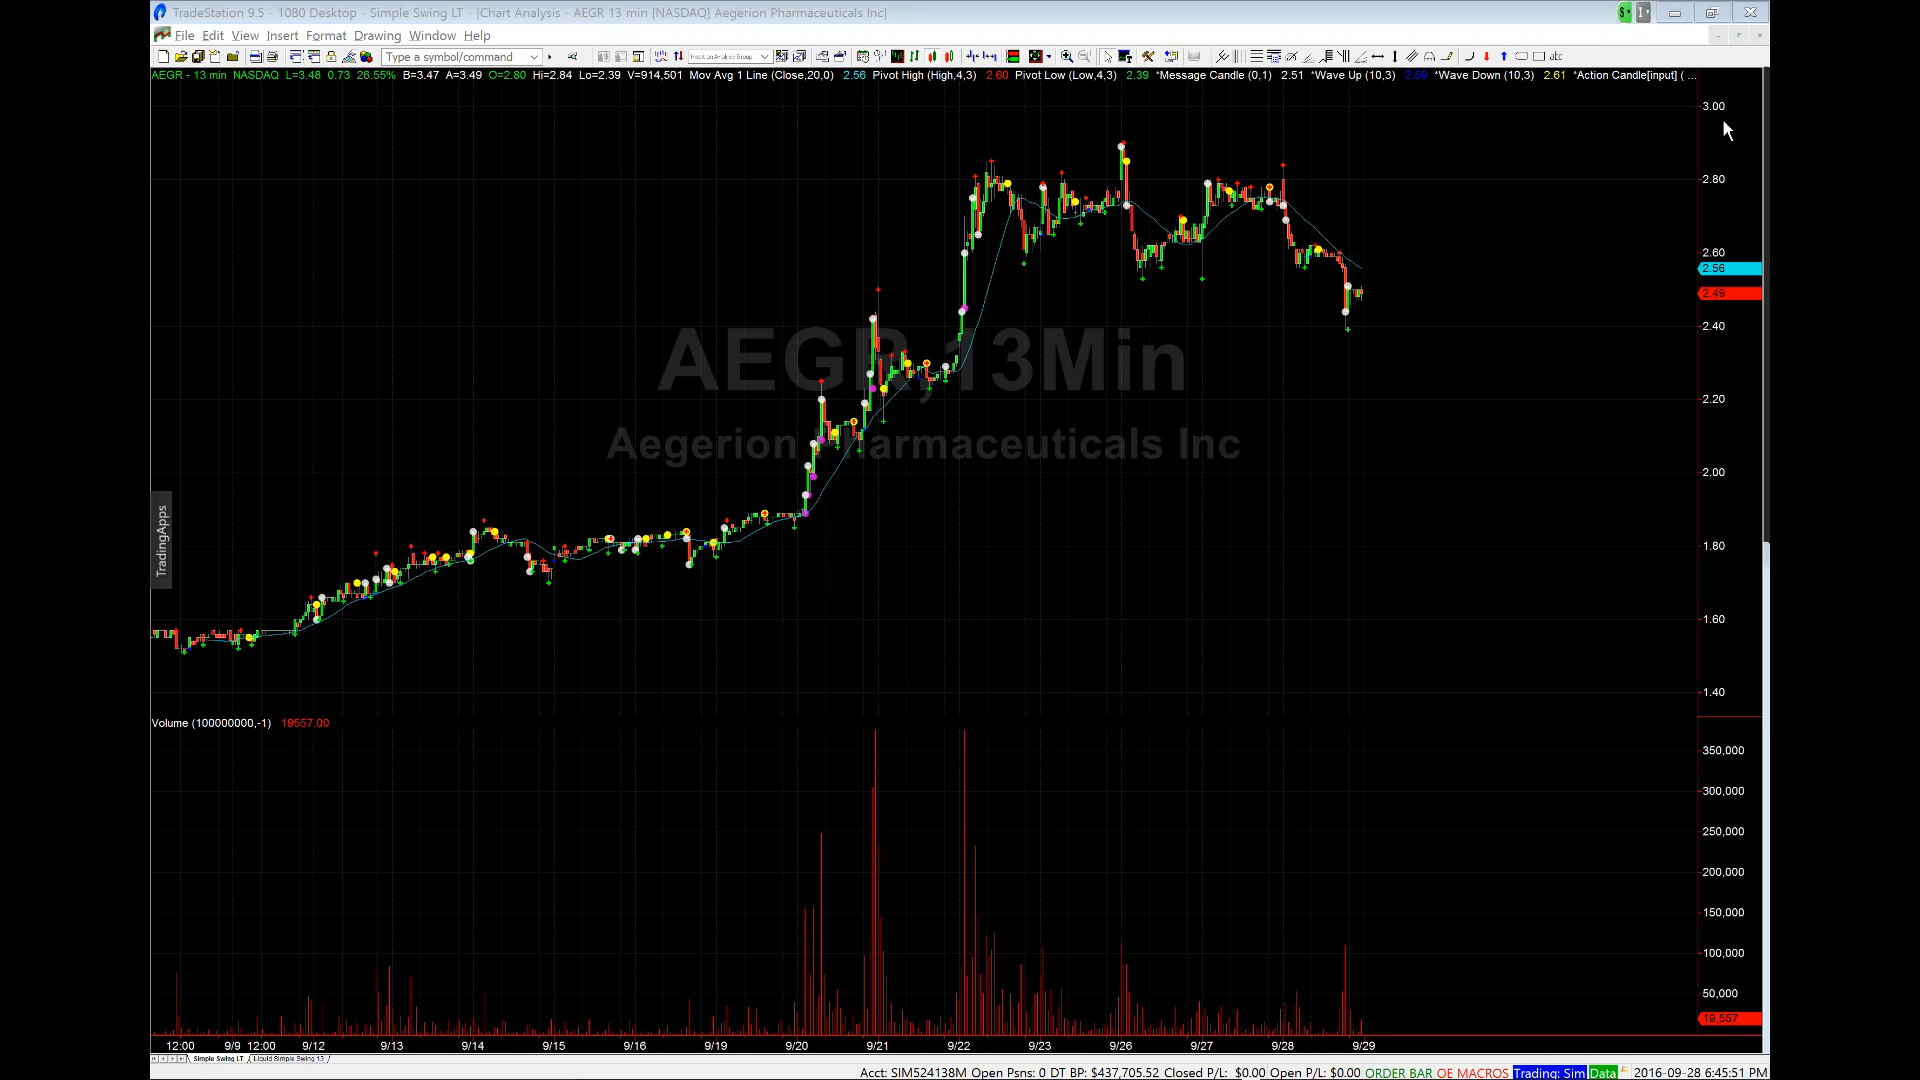 TradeStation 9.5 - 1080 Desktop - Simple Swing LT - [Chart Analysis - AEGR 13 min [NASDAQ] Aegerion Pharmaceuticals Inc]
File Edit View Insert Format Drawing Window Help
Type a symbol/command
abc
AEGR - 13 min NASDAQ L=3.48 0.73 26.55% B=3.47 A=3.49 O=2.80 Hi=2.84 Lo=2.39 V=914,501 Mov Avg 1 Line (Close,20,0) 2.56 Pivot High (High,4,3) 2.60 Pivot Low (Low,4,3) 2.39 *Message Candle (0,1) 2.51 *Wave Up (10,3) 2.59 *Wave Down (10,3) 2.61 *Action Candle[input] ( ...
3.00
2.80
2.60
2.56
2.49
2.40
2.20
2.00
1.80
1.60
1.40
AEGR,13Min
Aegerion Pharmaceuticals Inc
TradingApps
Volume (100000000,-1) 19557.00
350,000
300,000
250,000
200,000
150,000
100,000
50,000
19,557
12:00 9/9 12:00 9/12 9/13 9/14 9/15 9/16 9/19 9/20 9/21 9/22 9/23 9/26 9/27 9/28 9/29
Simple Swing LT Liquid Simple Swing 13
Acct: SIM524138M Open Psns: 0 DT BP: $437,705.52 Closed P/L: $0.00 Open P/L: $0.00 ORDER BAR OE MACROS Trading: Sim Data 2016-09-28 6:45:51 PM